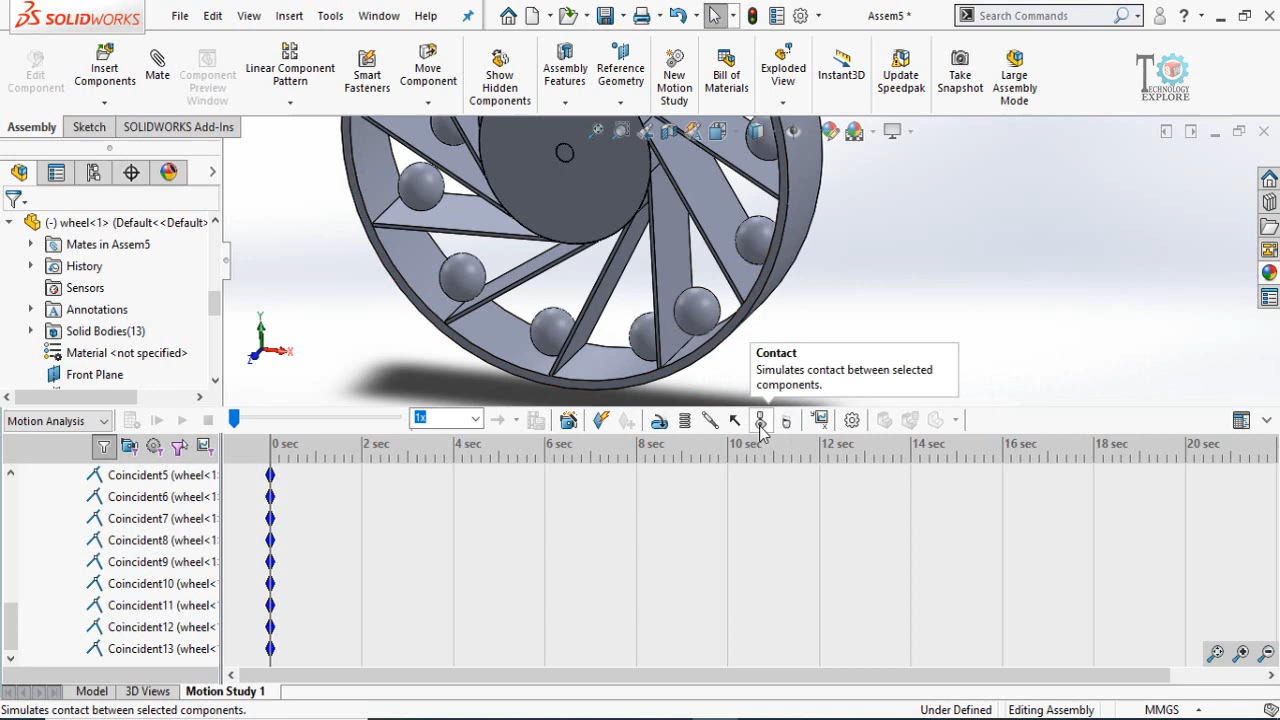 SOLIDWORKS
File Edit View Insert Tools Window Help
Assem5 *
Search Commands
?
Edit
Component
Insert
Components
Mate
Component
Preview
Window
Linear Component
Pattern
Smart
Fasteners
Move
Component
Show
Hidden
Components
Assembly
Features
Reference
Geometry
New
Motion
Study
Bill of
Materials
Exploded
View
Instant3D
Update
Speedpak
Take
Snapshot
Large
Assembly
Mode
TECHNOLOGY
EXPLORE
Assembly Sketch SOLIDWORKS Add-Ins
(-) wheel<1> (Default<<Default>
Mates in Assem5
History
Sensors
Annotations
Solid Bodies(13)
Material <not specified>
Front Plane
Y
X
Z
Contact
Simulates contact between selected
components.
Motion Analysis
1x
0 sec 2 sec 4 sec 6 sec 8 sec 10 sec 12 sec 14 sec 16 sec 18 sec 20 sec
Coincident5 (wheel<1
Coincident6 (wheel<1
Coincident7 (wheel<1
Coincident8 (wheel<1
Coincident9 (wheel<1
Coincident10 (wheel<
Coincident11 (wheel<
Coincident12 (wheel<
Coincident13 (wheel<
Model 3D Views Motion Study 1
Simulates contact between selected components.
Under Defined Editing Assembly MMGS